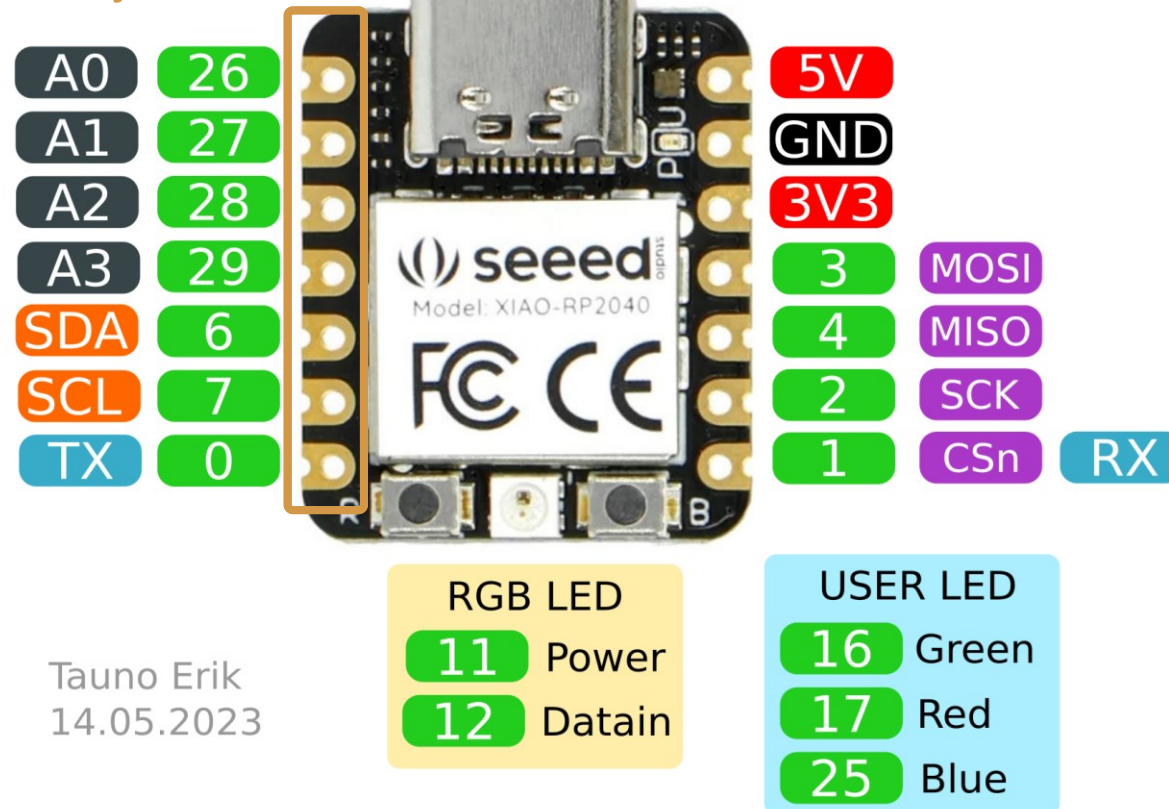 A0 26 5V
A1 27 GND
A2 28 3V3
A3 29 3 MOSI
SDA 6 4 MISO
SCL 7 2 SCK
TX 0 1 CSn RX
seeed studio
Model: XIAO-RP2040
FC CE
R B
RGB LED
11 Power
12 Datain
USER LED
16 Green
17 Red
25 Blue
Tauno Erik
14.05.2023